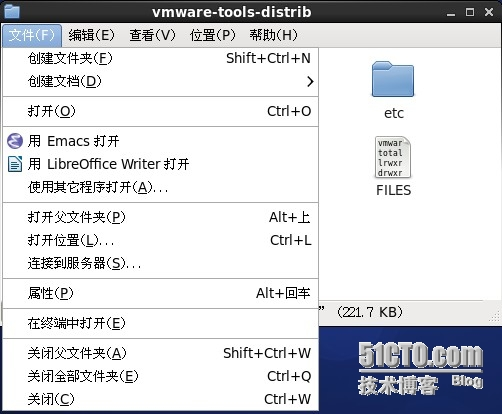 vmware-tools-distrib
文件(F) 编辑(E) 查看(V) 位置(P) 帮助(H)
创建文件夹(F) Shift+Ctrl+N
创建文档(D)
打开(O) Ctrl+O
用 Emacs 打开
用 LibreOffice Writer 打开
使用其它程序打开(A)...
打开父文件夹(P) Alt+上
打开位置(L)... Ctrl+L
连接到服务器(S)...
属性(P) Alt+回车
在终端中打开(E)
关闭父文件夹(A) Shift+Ctrl+W
关闭全部文件夹(E) Ctrl+Q
关闭(C) Ctrl+W
etc
vmwar
total
lrwxr
drwxr
FILES
” (221.7 KB)
51CTO.com
技术博客 Blog